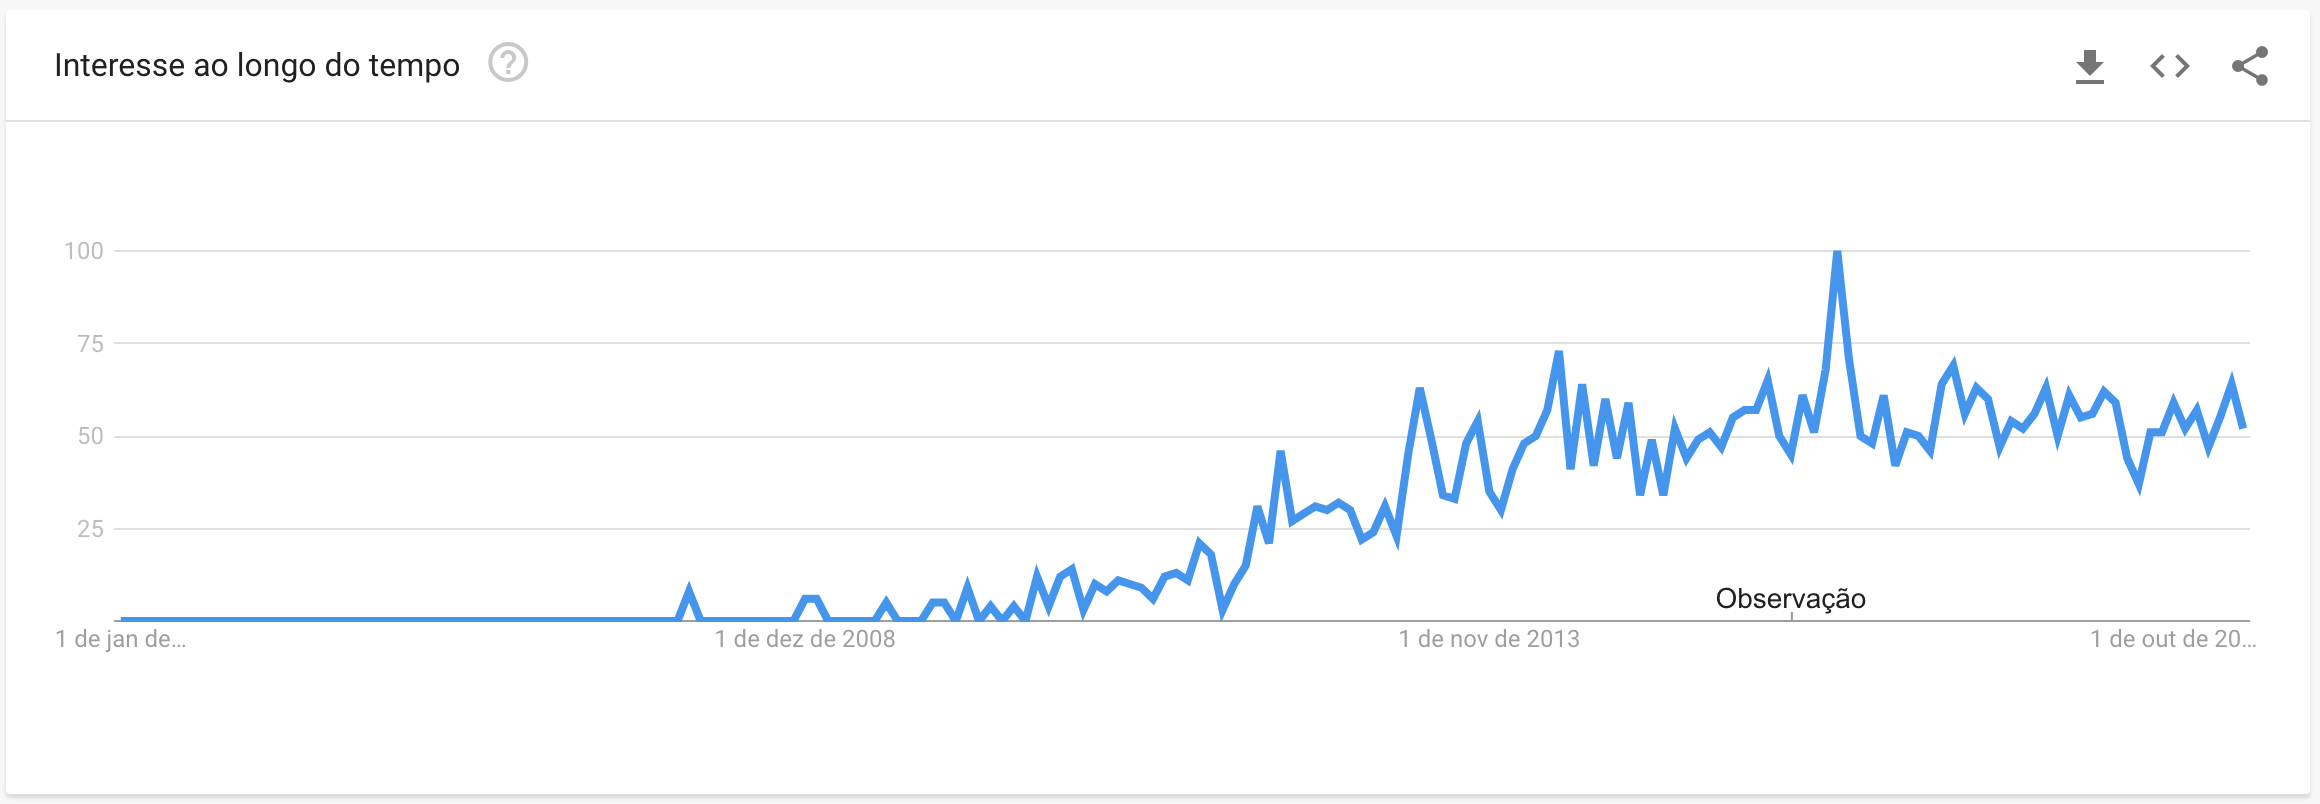 Interesse ao longo do tempo
?
100
75
50
25
Observação
1 de jan de...
1 de dez de 2008
1 de nov de 2013
1 de out de 20...